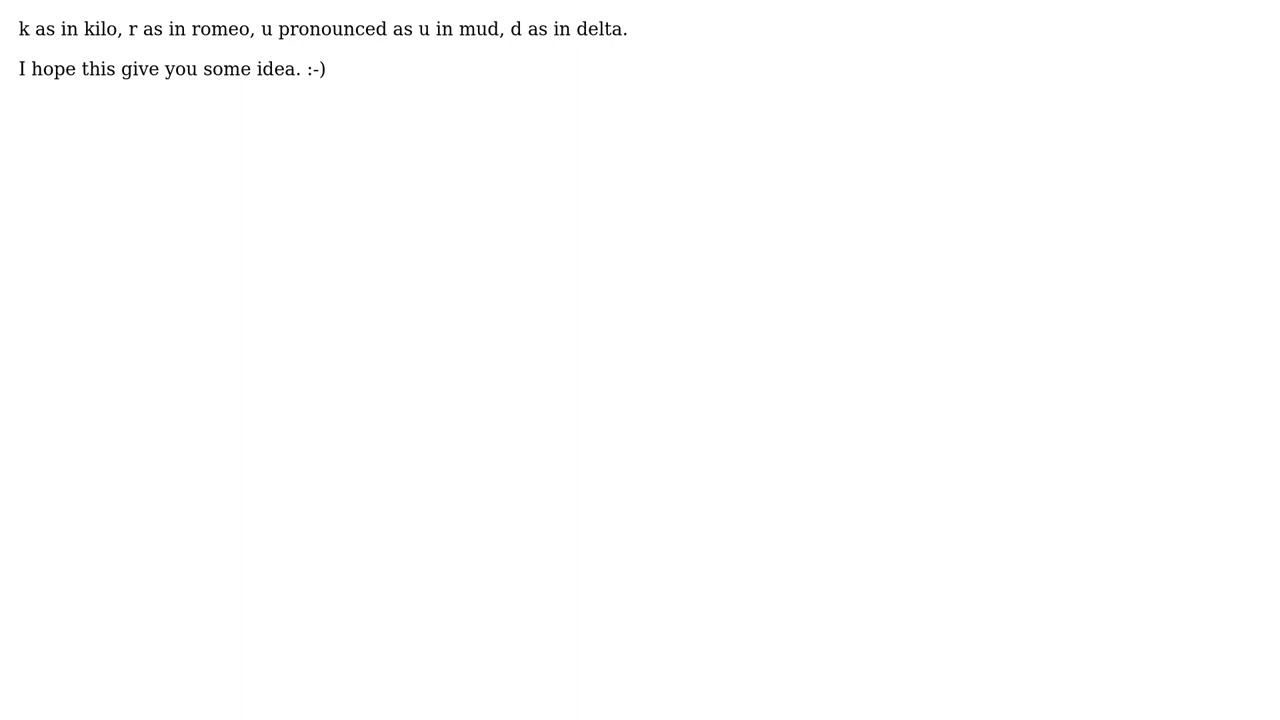 k as in kilo, r as in romeo, u pronounced as u in mud, d as in delta.
I hope this give you some idea. :-)